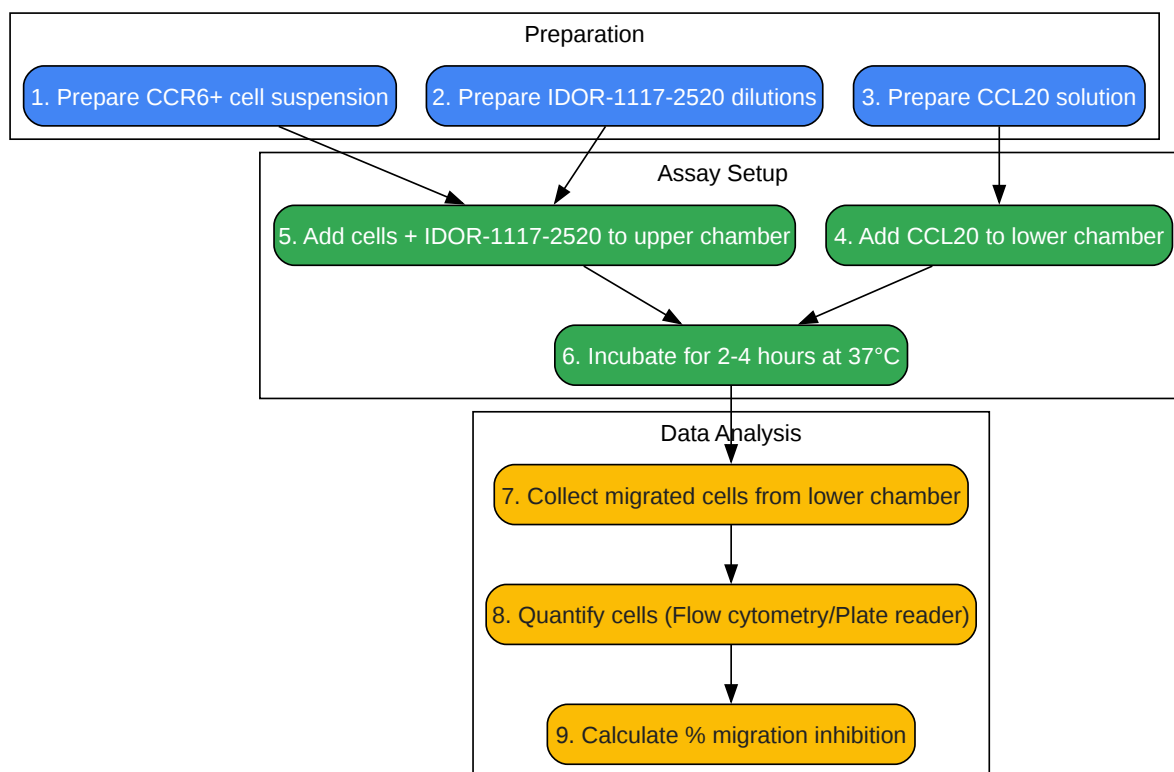 Preparation
1. Prepare CCR6+ cell suspension
2. Prepare IDOR-1117-2520 dilutions
3. Prepare CCL20 solution
Assay Setup
5. Add cells + IDOR-1117-2520 to upper chamber
4. Add CCL20 to lower chamber
6. Incubate for 2-4 hours at 37°C
Data Analysis
7. Collect migrated cells from lower chamber
8. Quantify cells (Flow cytometry/Plate reader)
9. Calculate % migration inhibition